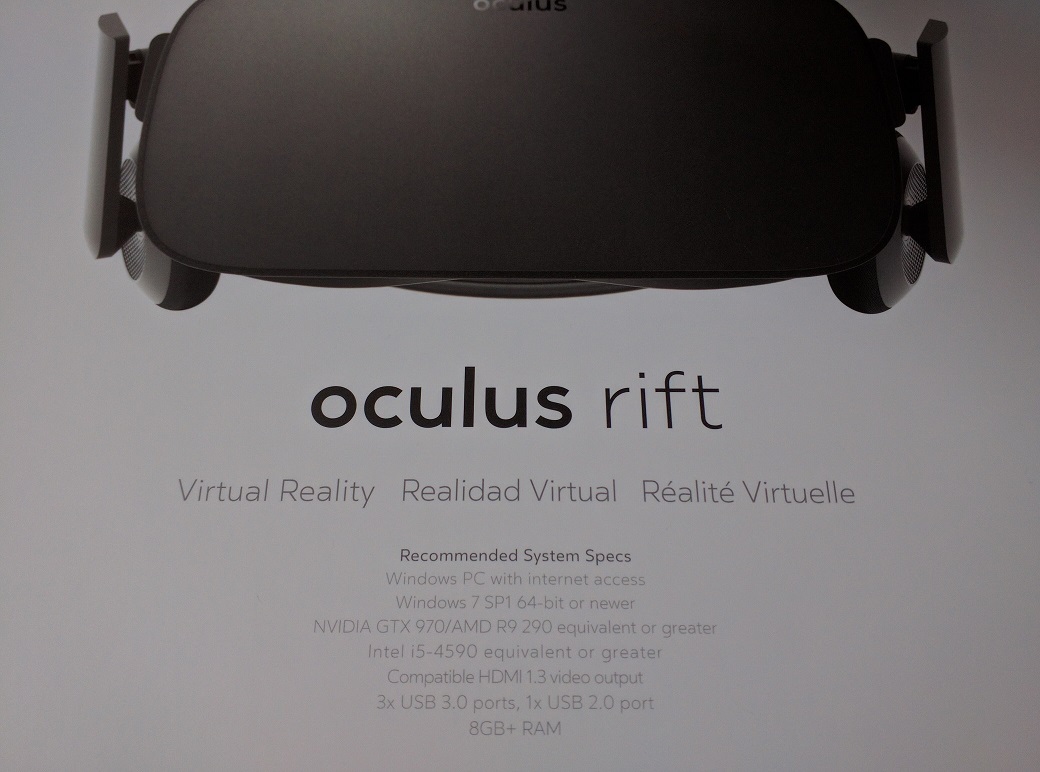 oculus
oculus rift
Virtual Reality Realidad Virtual Réalité Virtuelle
Recommended System Specs
Windows PC with internet access
Windows 7 SP1 64-bit or newer
NVIDIA GTX 970/AMD R9 290 equivalent or greater
Intel i5-4590 equivalent or greater
Compatible HDMI 1.3 video output
3x USB 3.0 ports, 1x USB 2.0 port
8GB+ RAM